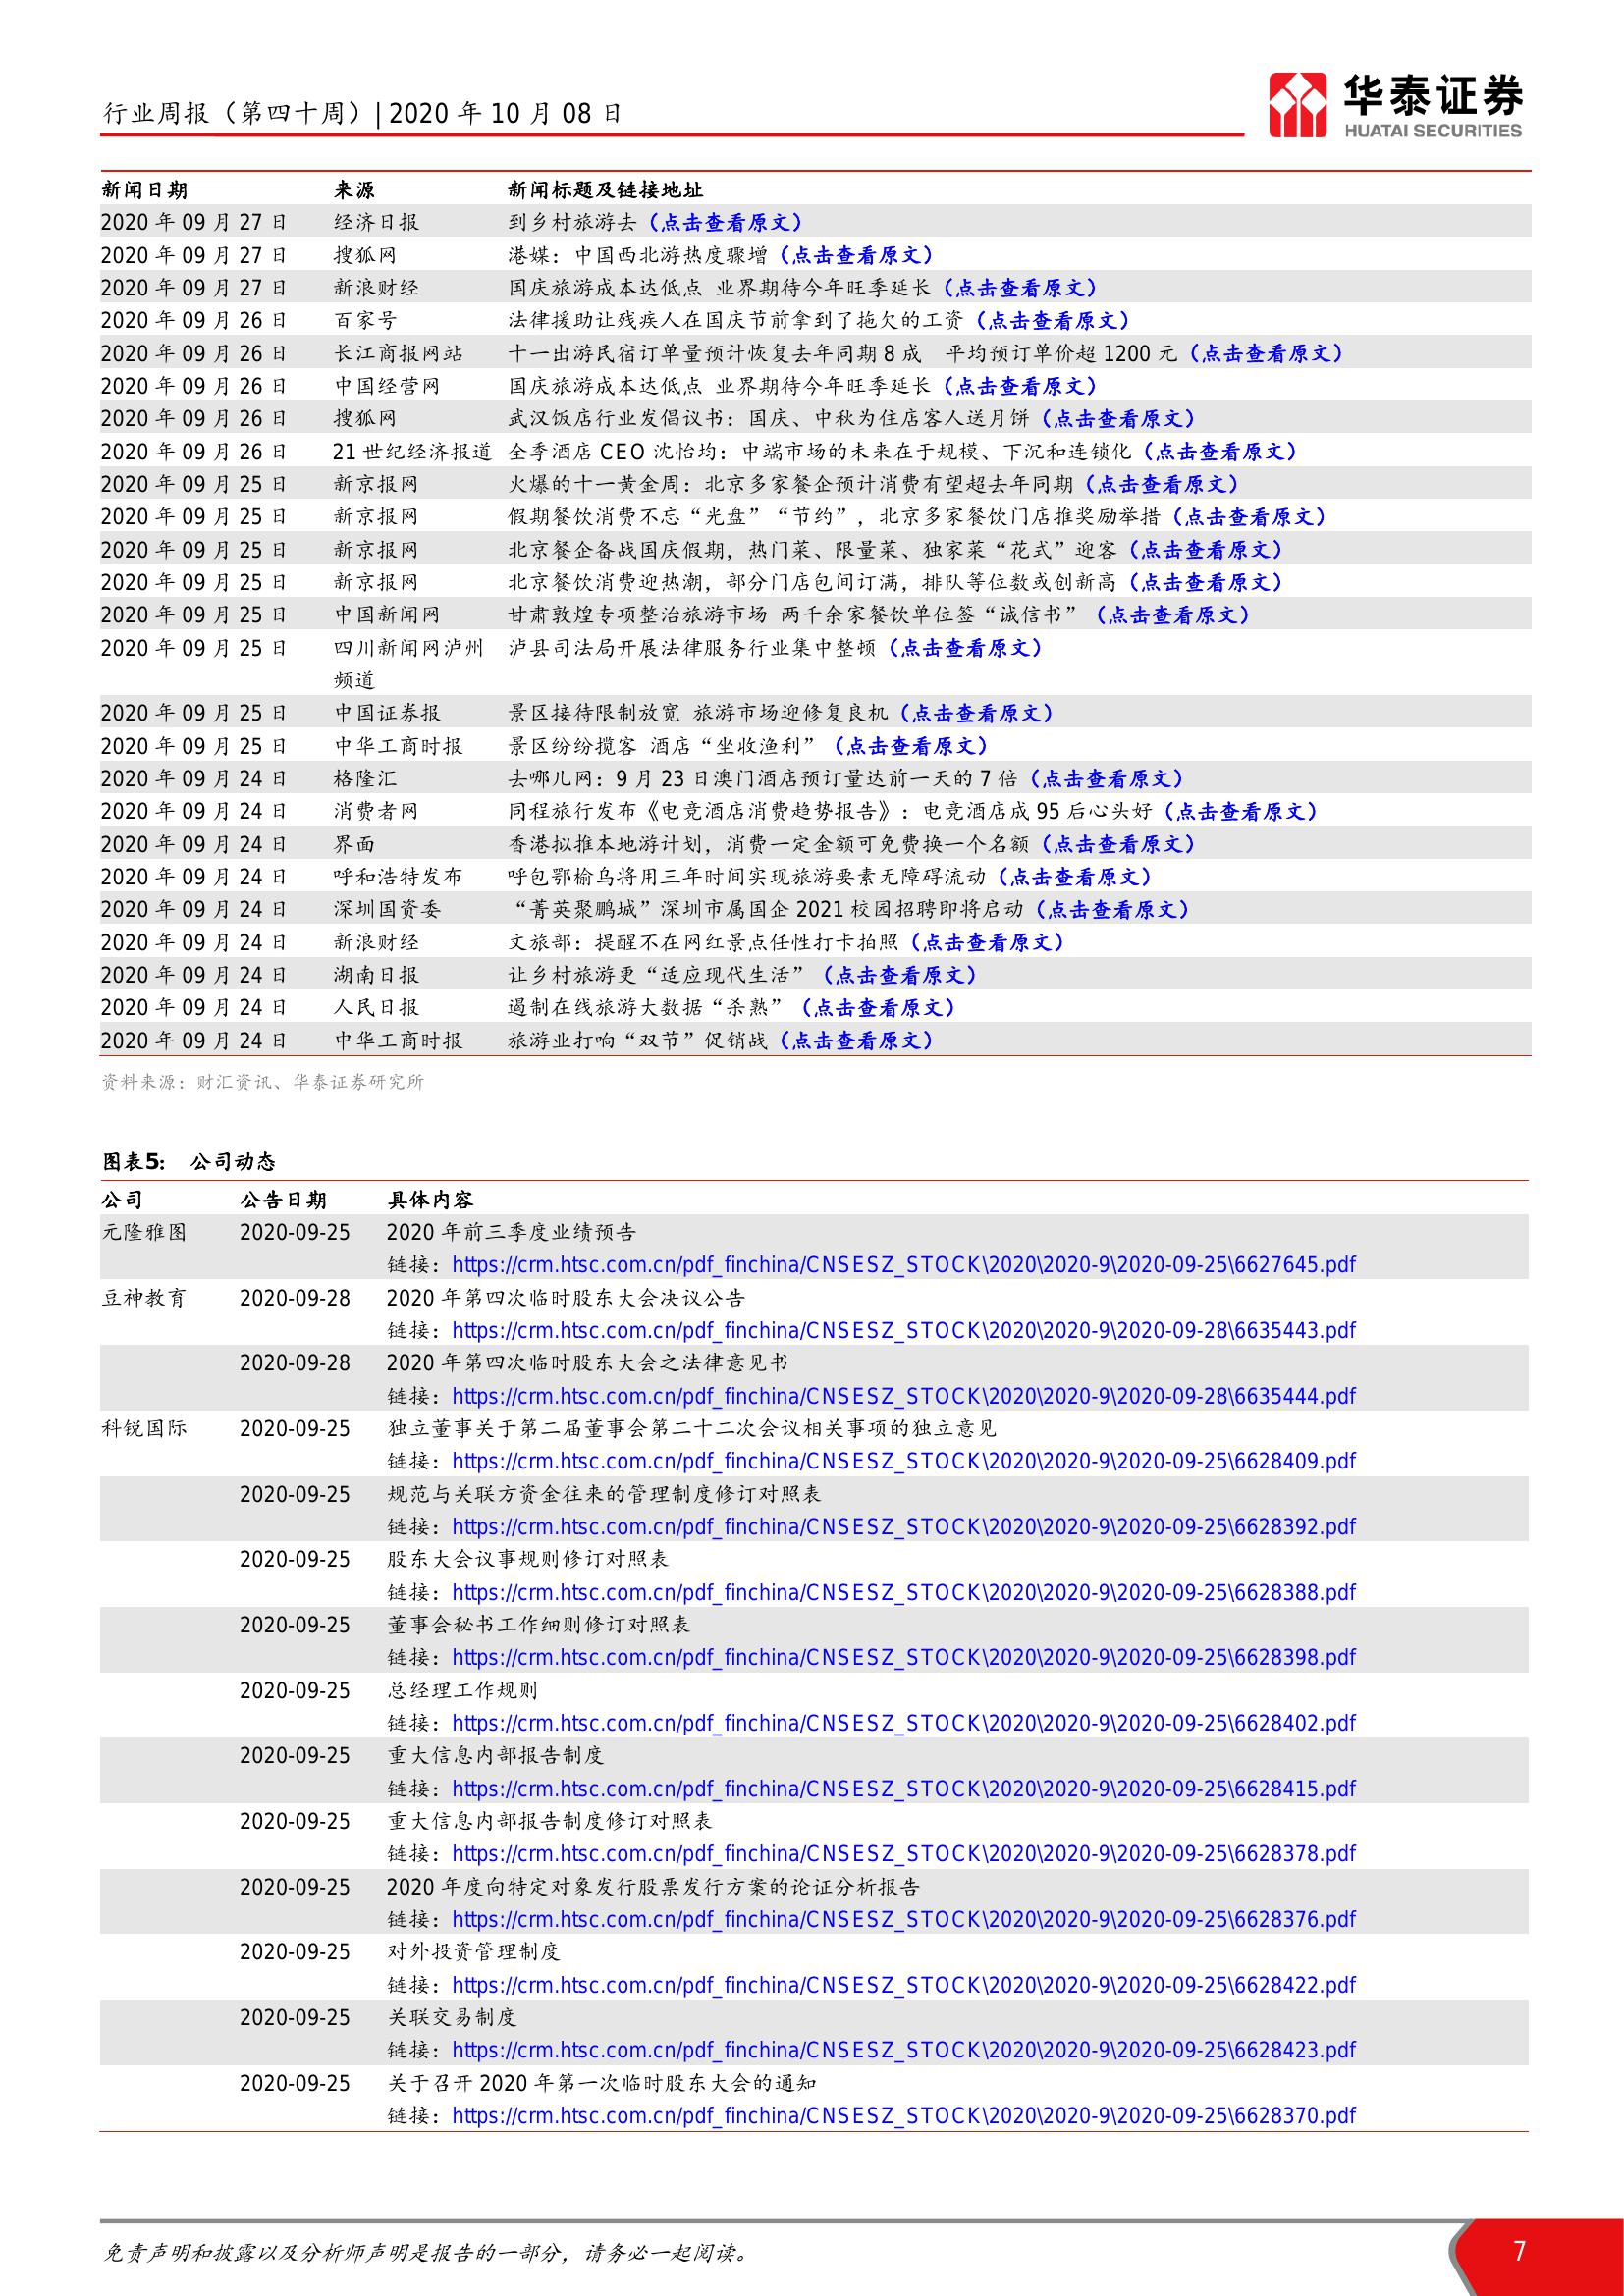 行业周报（第四十周）| 2020 年 10 月 08 日
华泰证券
HUATAI SECURITIES
新闻日期 来源 新闻标题及链接地址
2020 年 09 月 27 日 经济日报 到乡村旅游去（点击查看原文）
2020 年 09 月 27 日 搜狐网 港媒：中国西北游热度骤增（点击查看原文）
2020 年 09 月 27 日 新浪财经 国庆旅游成本达低点 业界期待今年旺季延长（点击查看原文）
2020 年 09 月 26 日 百家号 法律援助让残疾人在国庆节前拿到了拖欠的工资（点击查看原文）
2020 年 09 月 26 日 长江商报网站 十一出游民宿订单量预计恢复去年同期 8 成 平均预订单价超 1200 元（点击查看原文）
2020 年 09 月 26 日 中国经营网 国庆旅游成本达低点 业界期待今年旺季延长（点击查看原文）
2020 年 09 月 26 日 搜狐网 武汉饭店行业发倡议书：国庆、中秋为住店客人送月饼（点击查看原文）
2020 年 09 月 26 日 21 世纪经济报道 全季酒店 CEO 沈怡均：中端市场的未来在于规模、下沉和连锁化（点击查看原文）
2020 年 09 月 25 日 新京报网 火爆的十一黄金周：北京多家餐企预计消费有望超去年同期（点击查看原文）
2020 年 09 月 25 日 新京报网 假期餐饮消费不忘“光盘”“节约”，北京多家餐饮门店推奖励举措（点击查看原文）
2020 年 09 月 25 日 新京报网 北京餐企备战国庆假期，热门菜、限量菜、独家菜“花式”迎客（点击查看原文）
2020 年 09 月 25 日 新京报网 北京餐饮消费迎热潮，部分门店包间订满，排队等位数或创新高（点击查看原文）
2020 年 09 月 25 日 中国新闻网 甘肃敦煌专项整治旅游市场 两千余家餐饮单位签“诚信书”（点击查看原文）
2020 年 09 月 25 日 四川新闻网泸州 泸县司法局开展法律服务行业集中整顿（点击查看原文）
频道
2020 年 09 月 25 日 中国证券报 景区接待限制放宽 旅游市场迎修复良机（点击查看原文）
2020 年 09 月 25 日 中华工商时报 景区纷纷揽客 酒店“坐收渔利”（点击查看原文）
2020 年 09 月 24 日 格隆汇 去哪儿网：9 月 23 日澳门酒店预订量达前一天的 7 倍（点击查看原文）
2020 年 09 月 24 日 消费者网 同程旅行发布《电竞酒店消费趋势报告》：电竞酒店成 95 后心头好（点击查看原文）
2020 年 09 月 24 日 界面 香港拟推本地游计划，消费一定金额可免费换一个名额（点击查看原文）
2020 年 09 月 24 日 呼和浩特发布 呼包鄂榆乌将用三年时间实现旅游要素无障碍流动（点击查看原文）
2020 年 09 月 24 日 深圳国资委 “菁英聚鹏城”深圳市属国企 2021 校园招聘即将启动（点击查看原文）
2020 年 09 月 24 日 新浪财经 文旅部：提醒不在网红景点任性打卡拍照（点击查看原文）
2020 年 09 月 24 日 湖南日报 让乡村旅游更“适应现代生活”（点击查看原文）
2020 年 09 月 24 日 人民日报 遏制在线旅游大数据“杀熟”（点击查看原文）
2020 年 09 月 24 日 中华工商时报 旅游业打响“双节”促销战（点击查看原文）
资料来源：财汇资讯、华泰证券研究所
图表5： 公司动态
公司 公告日期 具体内容
元隆雅图 2020-09-25 2020 年前三季度业绩预告
链接：https://crm.htsc.com.cn/pdf_finchina/CNSESZ_STOCK\2020\2020-9\2020-09-25\6627645.pdf
豆神教育 2020-09-28 2020 年第四次临时股东大会决议公告
链接：https://crm.htsc.com.cn/pdf_finchina/CNSESZ_STOCK\2020\2020-9\2020-09-28\6635443.pdf
2020-09-28 2020 年第四次临时股东大会之法律意见书
链接：https://crm.htsc.com.cn/pdf_finchina/CNSESZ_STOCK\2020\2020-9\2020-09-28\6635444.pdf
科锐国际 2020-09-25 独立董事关于第二届董事会第二十二次会议相关事项的独立意见
链接：https://crm.htsc.com.cn/pdf_finchina/CNSESZ_STOCK\2020\2020-9\2020-09-25\6628409.pdf
2020-09-25 规范与关联方资金往来的管理制度修订对照表
链接：https://crm.htsc.com.cn/pdf_finchina/CNSESZ_STOCK\2020\2020-9\2020-09-25\6628392.pdf
2020-09-25 股东大会议事规则修订对照表
链接：https://crm.htsc.com.cn/pdf_finchina/CNSESZ_STOCK\2020\2020-9\2020-09-25\6628388.pdf
2020-09-25 董事会秘书工作细则修订对照表
链接：https://crm.htsc.com.cn/pdf_finchina/CNSESZ_STOCK\2020\2020-9\2020-09-25\6628398.pdf
2020-09-25 总经理工作规则
链接：https://crm.htsc.com.cn/pdf_finchina/CNSESZ_STOCK\2020\2020-9\2020-09-25\6628402.pdf
2020-09-25 重大信息内部报告制度
链接：https://crm.htsc.com.cn/pdf_finchina/CNSESZ_STOCK\2020\2020-9\2020-09-25\6628415.pdf
2020-09-25 重大信息内部报告制度修订对照表
链接：https://crm.htsc.com.cn/pdf_finchina/CNSESZ_STOCK\2020\2020-9\2020-09-25\6628378.pdf
2020-09-25 2020 年度向特定对象发行股票发行方案的论证分析报告
链接：https://crm.htsc.com.cn/pdf_finchina/CNSESZ_STOCK\2020\2020-9\2020-09-25\6628376.pdf
2020-09-25 对外投资管理制度
链接：https://crm.htsc.com.cn/pdf_finchina/CNSESZ_STOCK\2020\2020-9\2020-09-25\6628422.pdf
2020-09-25 关联交易制度
链接：https://crm.htsc.com.cn/pdf_finchina/CNSESZ_STOCK\2020\2020-9\2020-09-25\6628423.pdf
2020-09-25 关于召开 2020 年第一次临时股东大会的通知
链接：https://crm.htsc.com.cn/pdf_finchina/CNSESZ_STOCK\2020\2020-9\2020-09-25\6628370.pdf
免责声明和披露以及分析师声明是报告的一部分，请务必一起阅读。 7